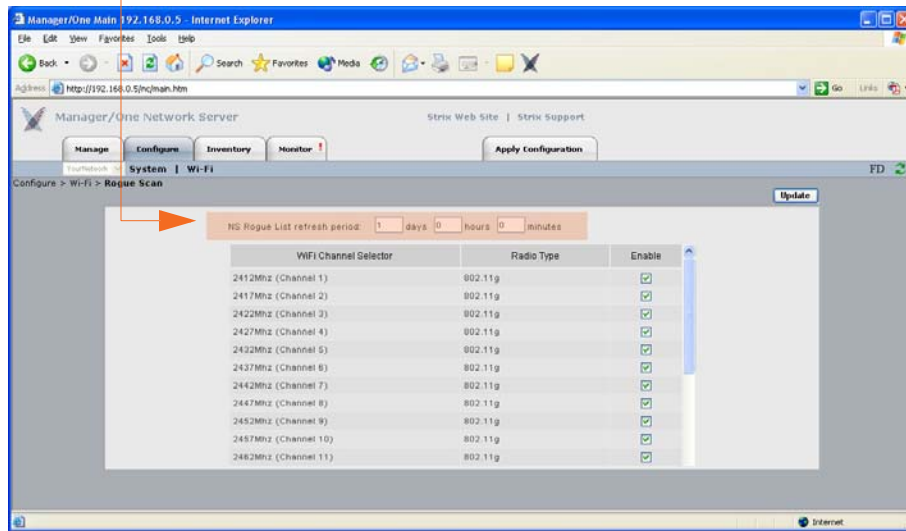 Manager/One Main 192.168.0.5 - Internet Explorer
File Edit View Favorites Tools Help
Back Search Favorites Media
Address http://192.168.0.5/nc/main.htm Go Links
Manager/One Network Server Strix Web Site | Strix Support
Manage Configure Inventory Monitor ! Apply Configuration
YourNetwork System | Wi-Fi FD
Configure > Wi-Fi > Rogue Scan
Update
NS Rogue List refresh period: 1 days 0 hours 0 minutes
WiFi Channel Selector Radio Type Enable
2412Mhz (Channel 1) 802.11g
2417Mhz (Channel 2) 802.11g
2422Mhz (Channel 3) 802.11g
2427Mhz (Channel 4) 802.11g
2432Mhz (Channel 5) 802.11g
2437Mhz (Channel 6) 802.11g
2442Mhz (Channel 7) 802.11g
2447Mhz (Channel 8) 802.11g
2452Mhz (Channel 9) 802.11g
2457Mhz (Channel 10) 802.11g
2462Mhz (Channel 11) 802.11g
Internet